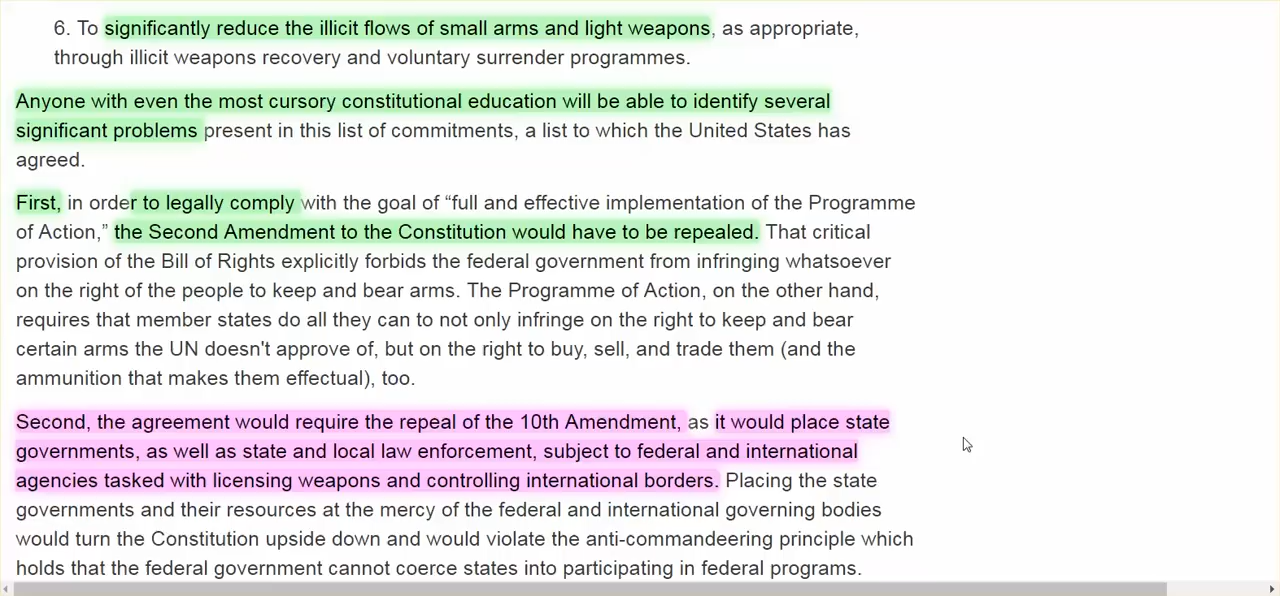 6. To significantly reduce the illicit flows of small arms and light weapons, as appropriate,
through illicit weapons recovery and voluntary surrender programmes.
Anyone with even the most cursory constitutional education will be able to identify several
significant problems present in this list of commitments, a list to which the United States has
agreed.
First, in order to legally comply with the goal of “full and effective implementation of the Programme
of Action,” the Second Amendment to the Constitution would have to be repealed. That critical
provision of the Bill of Rights explicitly forbids the federal government from infringing whatsoever
on the right of the people to keep and bear arms. The Programme of Action, on the other hand,
requires that member states do all they can to not only infringe on the right to keep and bear
certain arms the UN doesn't approve of, but on the right to buy, sell, and trade them (and the
ammunition that makes them effectual), too.
Second, the agreement would require the repeal of the 10th Amendment, as it would place state
governments, as well as state and local law enforcement, subject to federal and international
agencies tasked with licensing weapons and controlling international borders. Placing the state
governments and their resources at the mercy of the federal and international governing bodies
would turn the Constitution upside down and would violate the anti-commandeering principle which
holds that the federal government cannot coerce states into participating in federal programs.